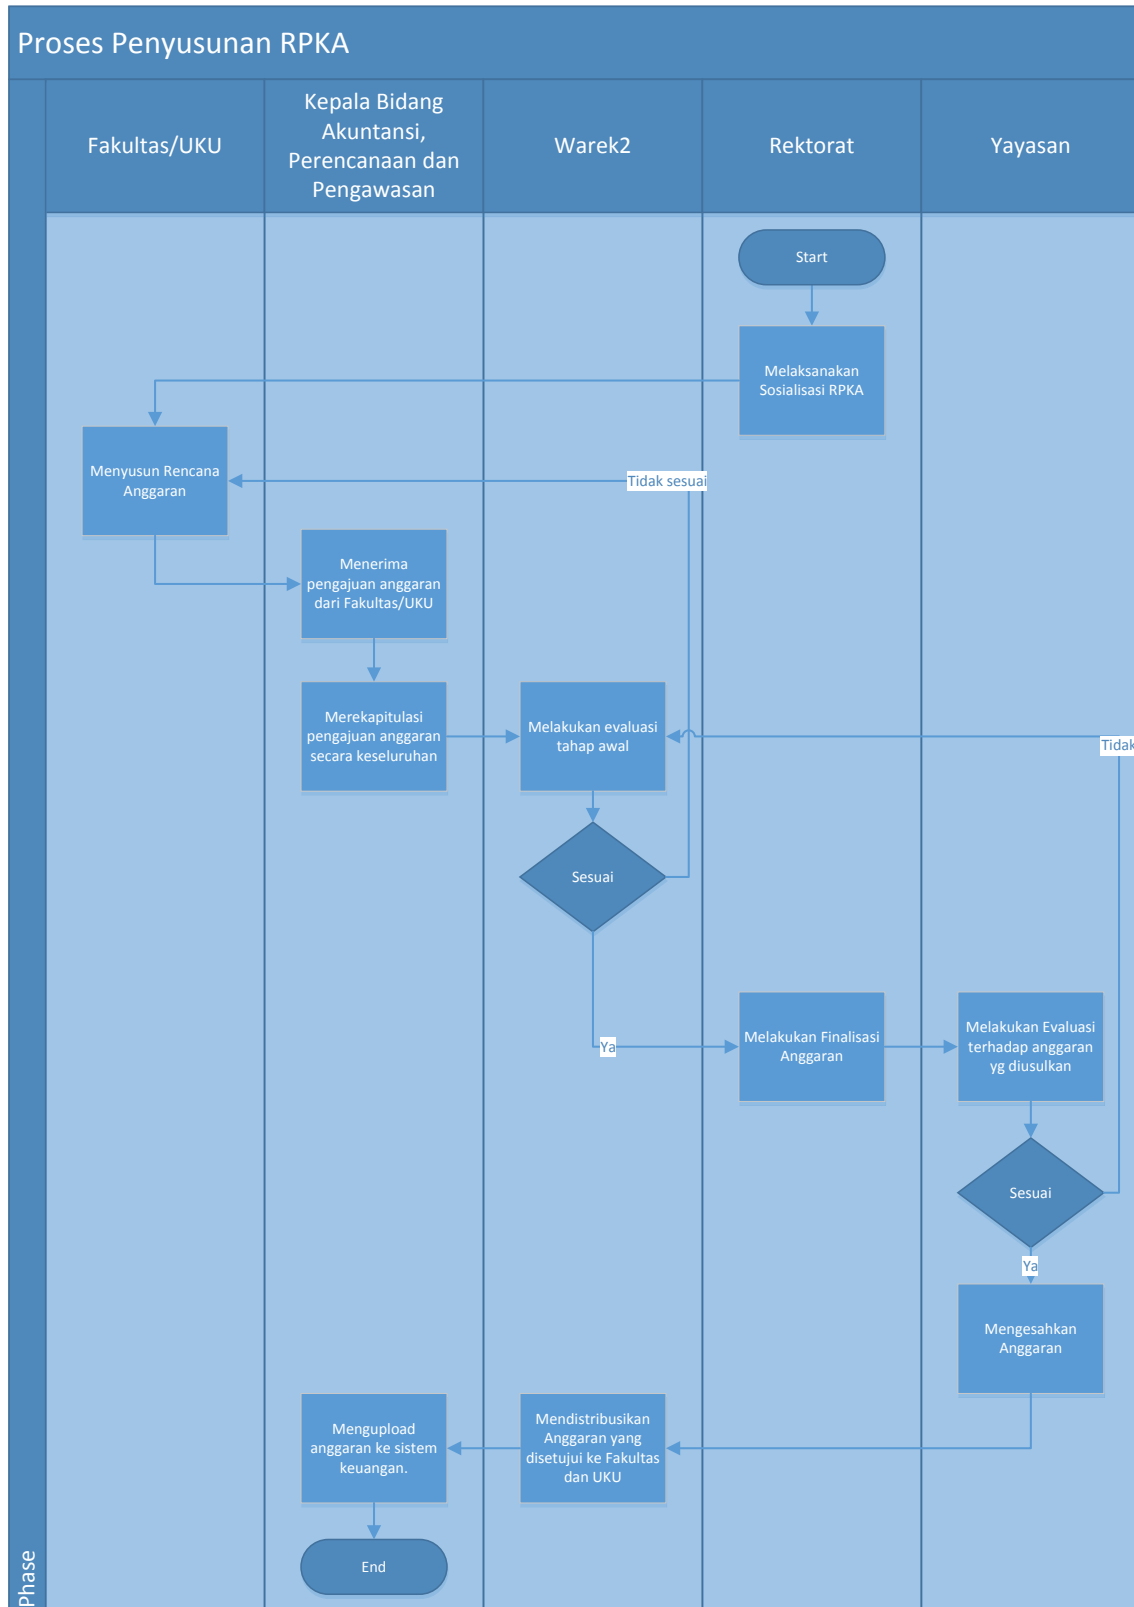 Proses Penyusunan RPKA
Fakultas/UKU
Kepala Bidang
Akuntansi,
Perencanaan dan
Pengawasan
Warek2
Rektorat
Yayasan
Start
Melaksanakan
Sosialisasi RPKA
Menyusun Rencana
Anggaran
Tidak sesuai
Menerima
pengajuan anggaran
dari Fakultas/UKU
Merekapitulasi
pengajuan anggaran
secara keseluruhan
Melakukan evaluasi
tahap awal
Tidak
Sesuai
Ya
Melakukan Finalisasi
Anggaran
Melakukan Evaluasi
terhadap anggaran
yg diusulkan
Sesuai
Ya
Mengesahkan
Anggaran
Mengupload
anggaran ke sistem
keuangan.
Mendistribusikan
Anggaran yang
disetujui ke Fakultas
dan UKU
End
Phase